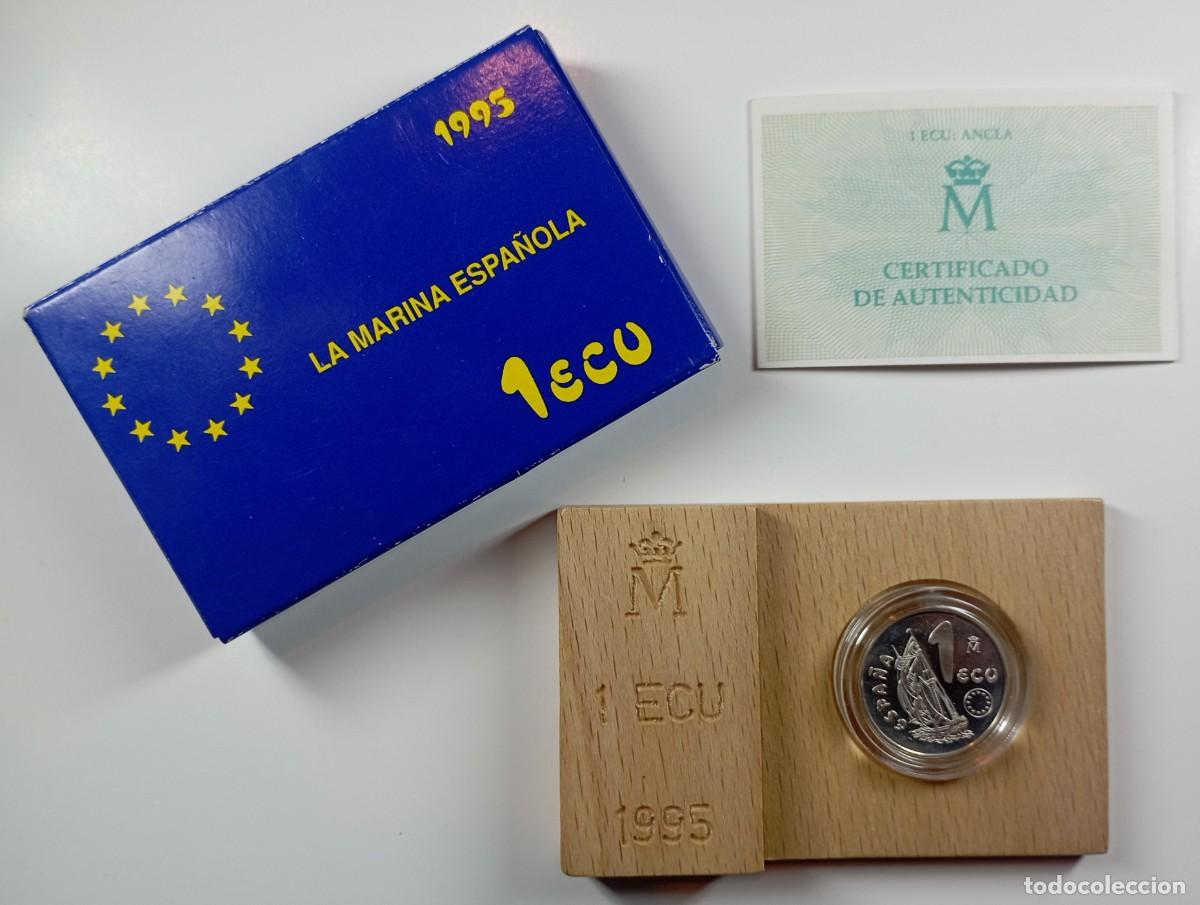 1995
LA MARINA ESPAÑOLA
1 ECU
1 ECU: ANCLA
M
CERTIFICADO
DE AUTENTICIDAD
M
1 ECU
1995
ESPAÑA
1
M
ECU
todocoleccion